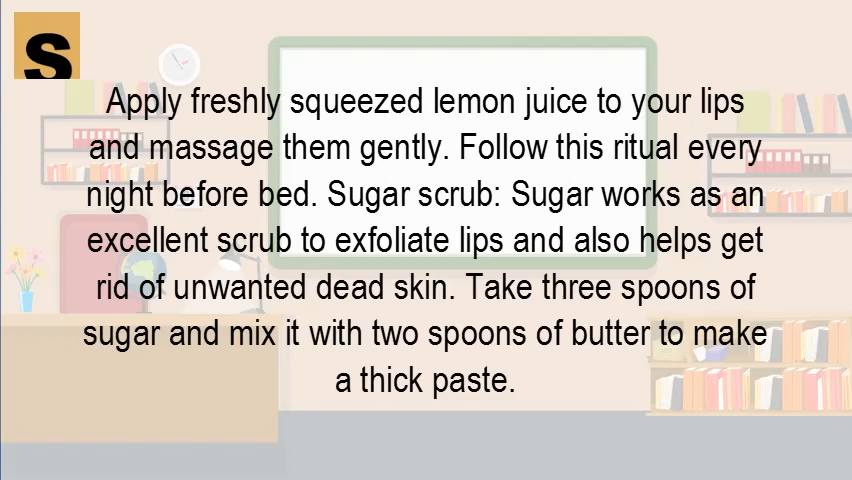 S
Apply freshly squeezed lemon juice to your lips
and massage them gently. Follow this ritual every
night before bed. Sugar scrub: Sugar works as an
excellent scrub to exfoliate lips and also helps get
rid of unwanted dead skin. Take three spoons of
sugar and mix it with two spoons of butter to make
a thick paste.